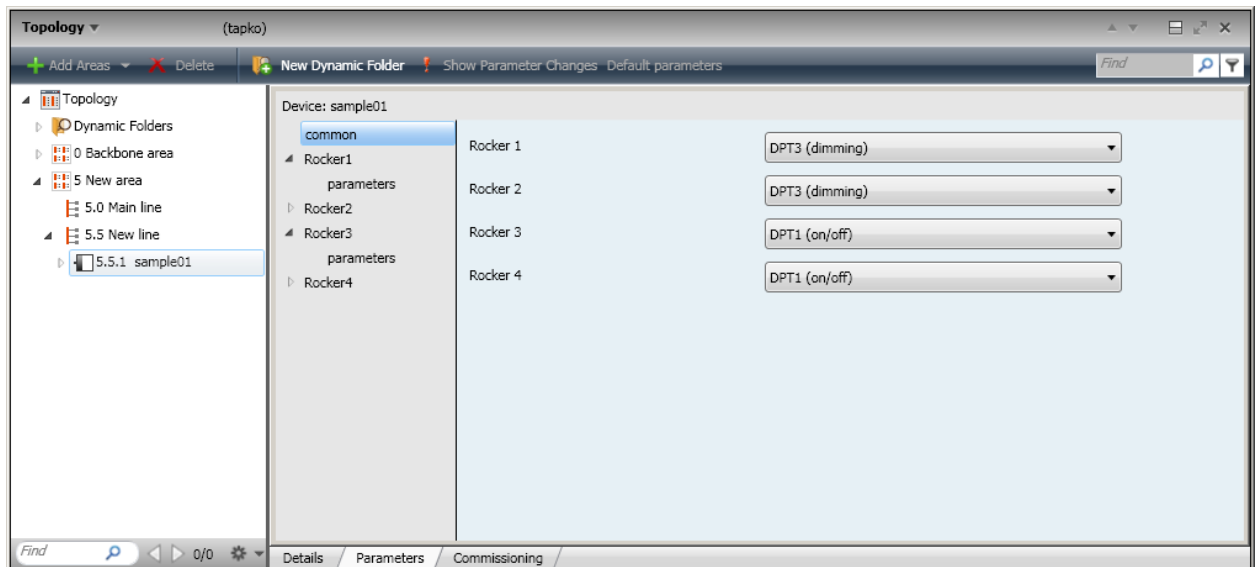 Topology (tapko)
Add Areas Delete New Dynamic Folder Show Parameter Changes Default parameters Find
Topology
Dynamic Folders
0 Backbone area
5 New area
5.0 Main line
5.5 New line
5.5.1 sample01
Find 0/0
Device: sample01
common
Rocker1
parameters
Rocker2
Rocker3
parameters
Rocker4
Rocker 1 DPT3 (dimming)
Rocker 2 DPT3 (dimming)
Rocker 3 DPT1 (on/off)
Rocker 4 DPT1 (on/off)
Details Parameters Commissioning